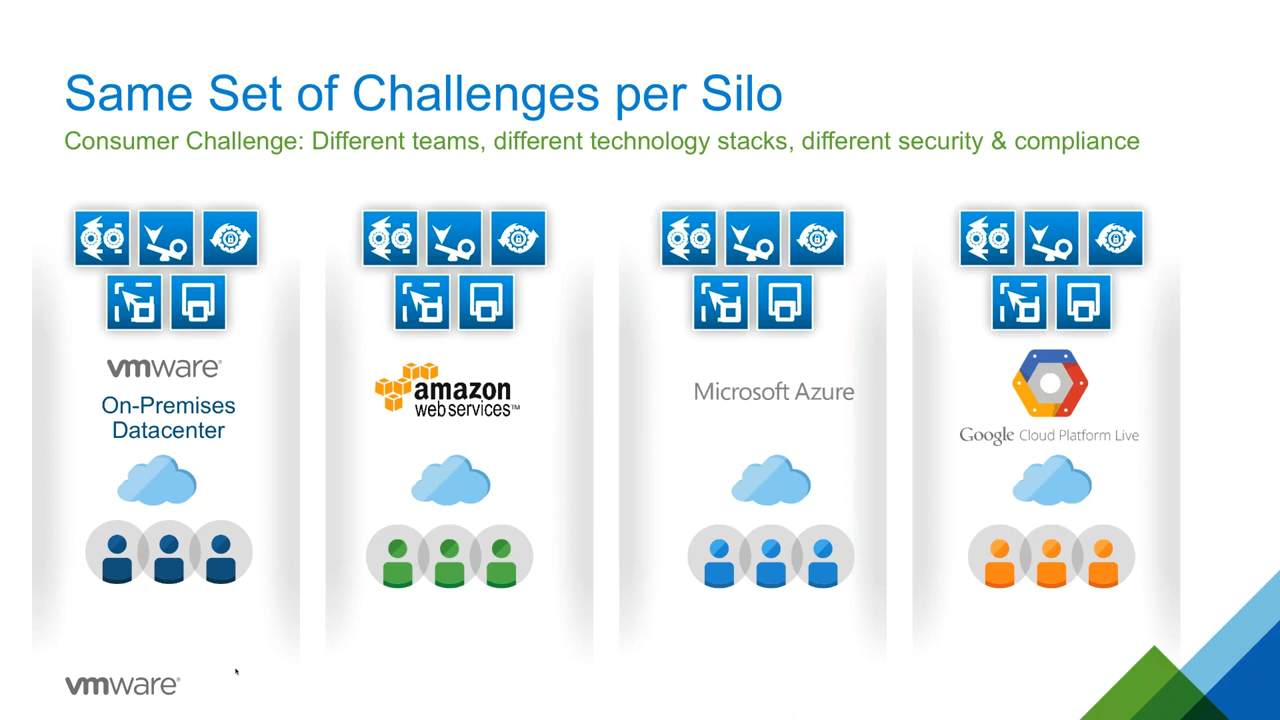 Same Set of Challenges per Silo
Consumer Challenge: Different teams, different technology stacks, different security & compliance
vmware®
On-Premises
Datacenter
amazon
webservices™
Microsoft Azure
Google Cloud Platform Live
vmware®